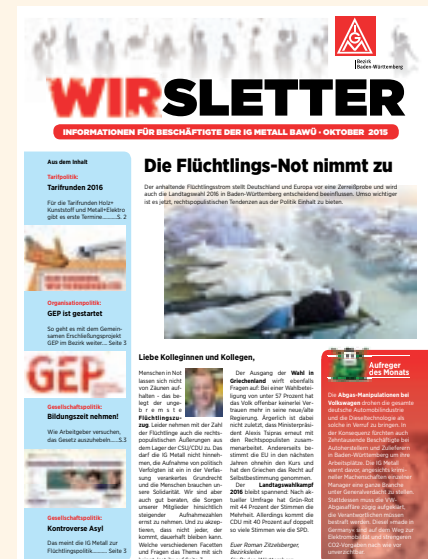 IG METALL
Bezirk
Baden-Württemberg
WIRSLETTER
INFORMATIONEN FÜR BESCHÄFTIGTE DER IG METALL BAWÜ · OKTOBER 2015
Aus dem Inhalt
Tarifpolitik:
Tarifrunden 2016
Für die Tarifrunden Holz+
Kunststoff und Metall+Elektro
gibt es erste Termine..........S. 2
Organisationpolitik:
GEP ist gestartet
So geht es mit dem Gemein-
samen Erschließungsprojekt
GEP im Bezirk weiter.... Seite 3
GEP
Gesellschaftspolitik:
Bildungszeit nehmen!
Wie Arbeitgeber versuchen,
das Gesetz auszuhebeln.....S.3
Gesellschaftspolitik:
Kontroverse Asyl
Das meint die IG Metall zur
Flüchtlingspolitik.......... Seite 3
Die Flüchtlings-Not nimmt zu
Der anhaltende Flüchtlingsstrom stellt Deutschland und Europa vor eine Zerreißprobe und wird
auch die Landtagswahl 2016 in Baden-Württemberg entscheidend beeinflussen. Umso wichtiger
ist es jetzt, rechtspopulistischen Tendenzen aus der Politik Einhalt zu bieten.
Liebe Kolleginnen und Kollegen,
Menschen in Not
lassen sich nicht
von Zäunen auf-
halten – das be-
legt der unge-
bremste
Flüchtlingszu-
zug. Leider nehmen mit der Zahl
der Flüchtlinge auch die rechts-
populistischen Äußerungen aus
dem Lager der CSU/CDU zu. Das
darf die IG Metall nicht hinneh-
men, die Aufnahme von politisch
Verfolgten ist ein in der Verfas-
sung verankertes Grundrecht
und die Menschen brauchen un-
sere Solidarität. Wir sind aber
auch gut beraten, die Sorgen
unserer Mitglieder hinsichtlich
steigender Aufnahmezahlen
ernst zu nehmen. Und zu akzep-
tieren, dass nicht jeder, der
kommt, dauerhaft bleiben kann.
Welche verschiedenen Facetten
und Fragen das Thema mit sich
Der Ausgang der Wahl in
Griechenland wirft ebenfalls
Fragen auf: Bei einer Wahlbetei-
ligung von unter 57 Prozent hat
das Volk offenbar keinerlei Ver-
trauen mehr in seine neue/alte
Regierung. Ärgerlich ist dabei
nicht zuletzt, dass Ministerpräsi-
dent Alexis Tsipras erneut mit
den Rechtspopulisten zusam-
menarbeitet. Andererseits be-
stimmt die EU in den nächsten
Jahren ohnehin den Kurs und
hat den Griechen das Recht auf
Selbstbestimmung genommen.
Der Landtagswahlkampf
2016 bleibt spannend: Nach ak-
tueller Umfrage hat Grün-Rot
mit 44 Prozent der Stimmen die
Mehrheit. Allerdings kommt die
CDU mit 40 Prozent auf doppelt
so viele Stimmen wie die SPD.
Euer Roman Zitzelsberger,
Bezirksleiter
Aufreger
des Monats
Die Abgas-Manipulationen bei
Volkswagen drohen die gesamte
deutsche Automobilindustrie
und die Dieseltechnologie als
solche in Verruf zu bringen. In
der Konsequenz fürchten auch
Zehntausende Beschäftigte bei
Autoherstellern und Zulieferern
in Baden-Württemberg um ihre
Arbeitsplätze. Die IG Metall
warnt davor, angesichts krimi-
neller Machenschaften einzelner
Manager eine ganze Branche
unter Generalverdacht zu stellen.
Stattdessen muss die VW-
Abgasaffäre zügig aufgeklärt,
die Verantwortlichen müssen
bestraft werden. Diesel made in
Germany sind auf dem Weg zur
Elektromobilität und strengeren
CO2-Vorgaben nach wie vor
unverzichtbar.